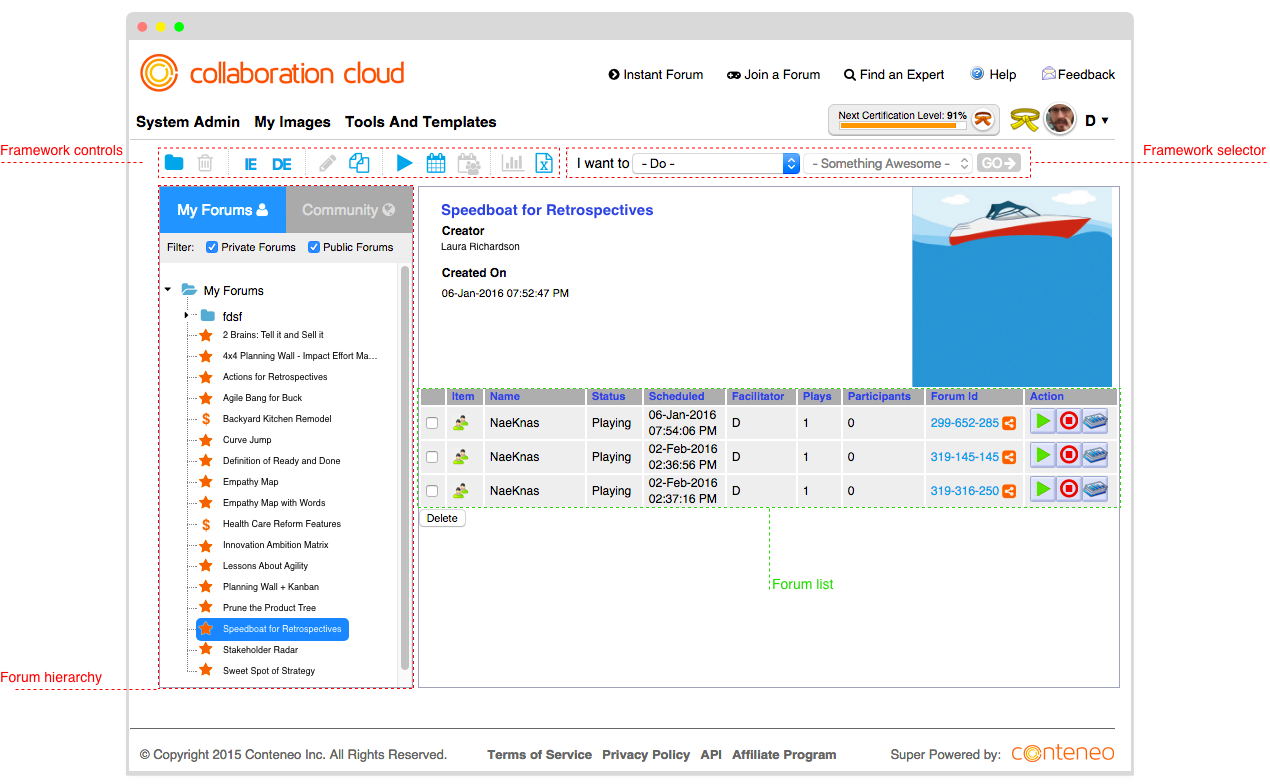 collaboration cloud
Instant Forum Join a Forum Find an Expert Help Feedback
System Admin My Images Tools And Templates
Next Certification Level: 91%
D
Framework controls
IE DE
I want to - Do - - Something Awesome - GO
Framework selector
My Forums Community
Filter: Private Forums Public Forums
My Forums
fdsf
2 Brains: Tell it and Sell it
4x4 Planning Wall - Impact Effort Ma...
Actions for Retrospectives
Agile Bang for Buck
Backyard Kitchen Remodel
Curve Jump
Definition of Ready and Done
Empathy Map
Empathy Map with Words
Health Care Reform Features
Innovation Ambition Matrix
Lessons About Agility
Planning Wall + Kanban
Prune the Product Tree
Speedboat for Retrospectives
Stakeholder Radar
Sweet Spot of Strategy
Forum hierarchy
Speedboat for Retrospectives
Creator
Laura Richardson
Created On
06-Jan-2016 07:52:47 PM
Item Name Status Scheduled Facilitator Plays Participants Forum Id Action
NaeKnas Playing 06-Jan-2016 07:54:06 PM D 1 0 299-652-285
NaeKnas Playing 02-Feb-2016 02:36:56 PM D 1 0 319-145-145
NaeKnas Playing 02-Feb-2016 02:37:16 PM D 1 0 319-316-250
Delete
Forum list
© Copyright 2015 Conteneo Inc. All Rights Reserved. Terms of Service Privacy Policy API Affiliate Program Super Powered by: conteneo